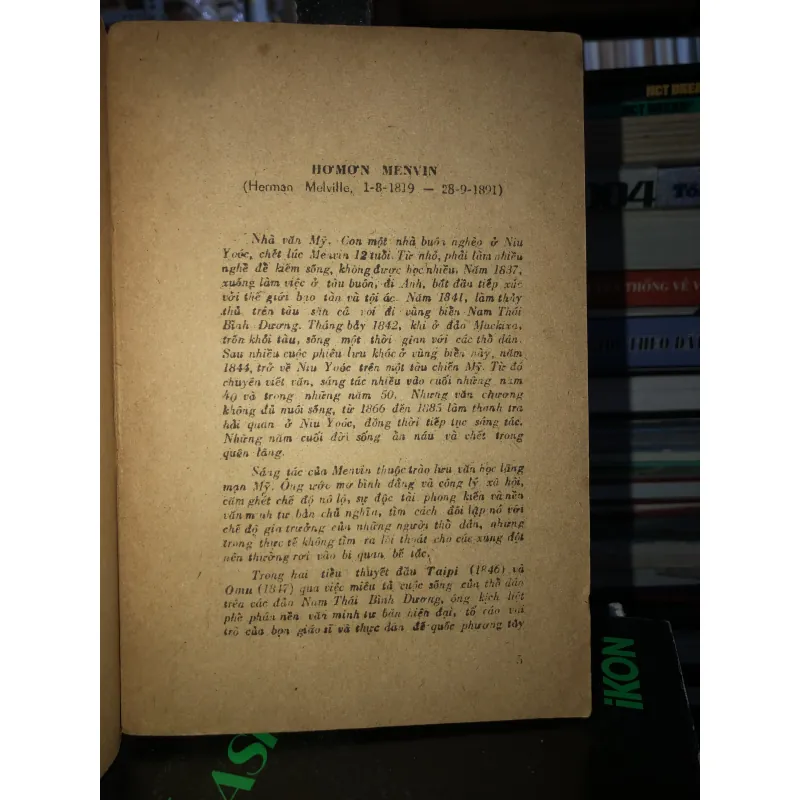 HƠMƠN MENVIN
(Herman Melville, 1-8-1819 — 28-9-1891)
Nhà văn Mỹ. Con một nhà buôn nghèo ở Niu
Yoóc, chết lúc Menvin 12 tuổi. Từ nhỏ, phải làm nhiều
nghề để kiếm sống, không được học nhiều. Năm 1837,
xuống làm việc ở tàu buôn, đi Anh, bắt đầu tiếp xúc
với thế giới bạo tàn và tội ác. Năm 1841, làm thủy
thủ trên tàu săn cá voi đi vùng biển Nam Thái
Bình Dương. Tháng bảy 1842, khi ở đảo Mackixa,
trốn khỏi tàu, sống một thời gian với các thổ dân.
Sau nhiều cuộc phiêu lưu khác ở vùng biển này, năm
1844, trở về Niu Yoóc trên một tàu chiến Mỹ. Từ đó
chuyên viết văn, sáng tác nhiều vào cuối những năm
40 và trong những năm 50. Nhưng văn chương
không đủ nuôi sống, từ 1866 đến 1885 làm thanh tra
hải quan ở Niu Yoóc, đồng thời tiếp tục sáng tác.
Những năm cuối đời sống ẩn náu và chết trong
quên lãng.
Sáng tác của Menvin thuộc trào lưu văn học lãng
mạn Mỹ. Ông ước mơ bình đẳng và công lý xã hội,
căm ghét chế độ nô lệ, sự độc tài phong kiến và nền
văn minh tư bản chủ nghĩa, tìm cách đối lập nó với
chế độ gia trưởng của những người thổ dân, nhưng
trong thực tế không tìm ra lối thoát cho các xung đột
nên thường rơi vào bi quan, bế tắc.
Trong hai tiểu thuyết đầu Taipi (1846) và
Omu (1847) qua việc miêu tả cuộc sống của thổ dân
trên các đảo Nam Thái Bình Dương, ông kịch liệt
phê phán nền văn minh tư bản hiện đại, tố cáo vai
trò của bọn giáo sĩ và thực dân đế quốc phương tây
5
iKON